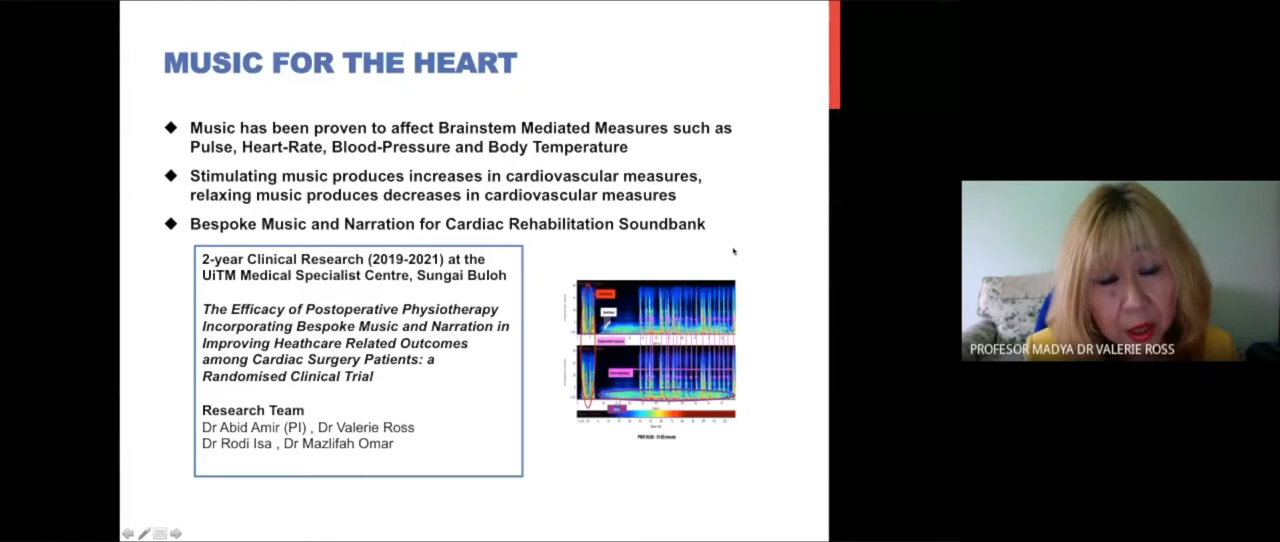 MUSIC FOR THE HEART
Music has been proven to affect Brainstem Mediated Measures such as
Pulse, Heart-Rate, Blood-Pressure and Body Temperature
Stimulating music produces increases in cardiovascular measures,
relaxing music produces decreases in cardiovascular measures
Bespoke Music and Narration for Cardiac Rehabilitation Soundbank
2-year Clinical Research (2019-2021) at the
UiTM Medical Specialist Centre, Sungai Buloh
The Efficacy of Postoperative Physiotherapy
Incorporating Bespoke Music and Narration in
Improving Heathcare Related Outcomes
among Cardiac Surgery Patients: a
Randomised Clinical Trial
Research Team
Dr Abid Amir (PI) , Dr Valerie Ross
Dr Rodi Isa , Dr Mazlifah Omar
PROFESOR MADYA DR VALERIE ROSS